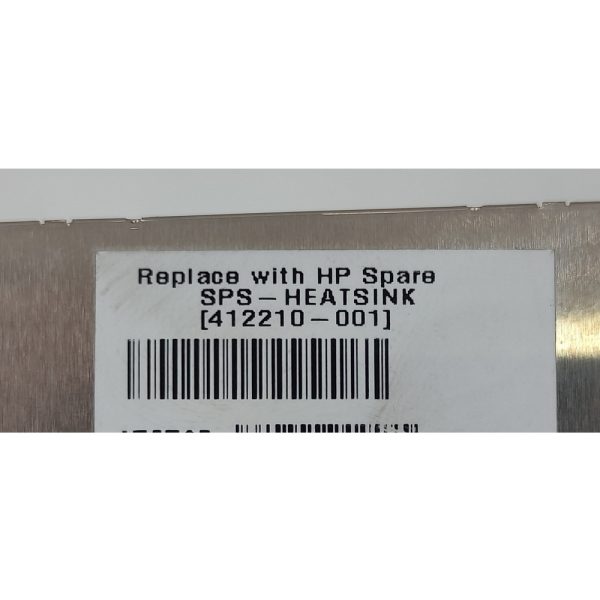 Replace with HP Spare
SPS-HEATSINK
[412210-001]